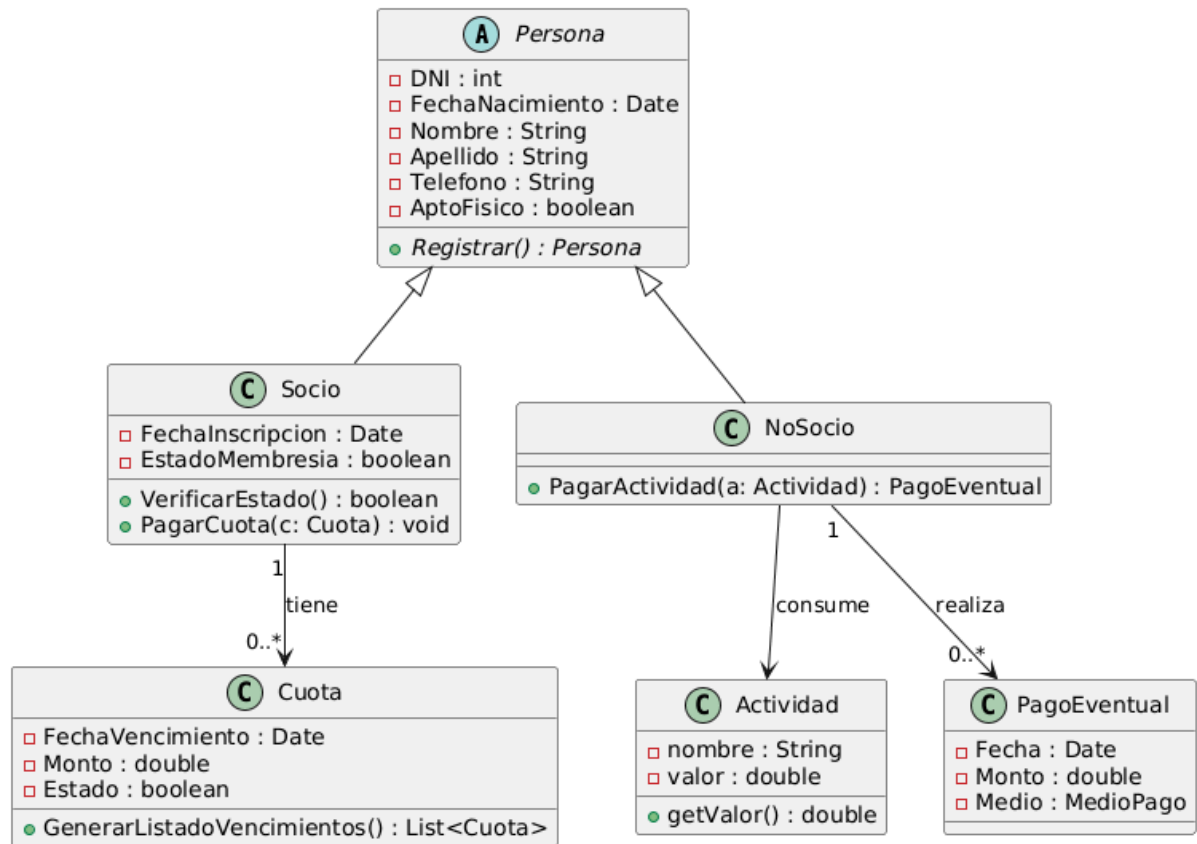 A Persona
DNI : int
FechaNacimiento : Date
Nombre : String
Apellido : String
Telefono : String
AptoFisico : boolean
Registrar() : Persona
C Socio
FechaInscripcion : Date
EstadoMembresia : boolean
VerificarEstado() : boolean
PagarCuota(c: Cuota) : void
C NoSocio
PagarActividad(a: Actividad) : PagoEventual
1
tiene
0..*
consume
1
realiza
0..*
C Cuota
FechaVencimiento : Date
Monto : double
Estado : boolean
GenerarListadoVencimientos() : List<Cuota>
C Actividad
nombre : String
valor : double
getValor() : double
C PagoEventual
Fecha : Date
Monto : double
Medio : MedioPago